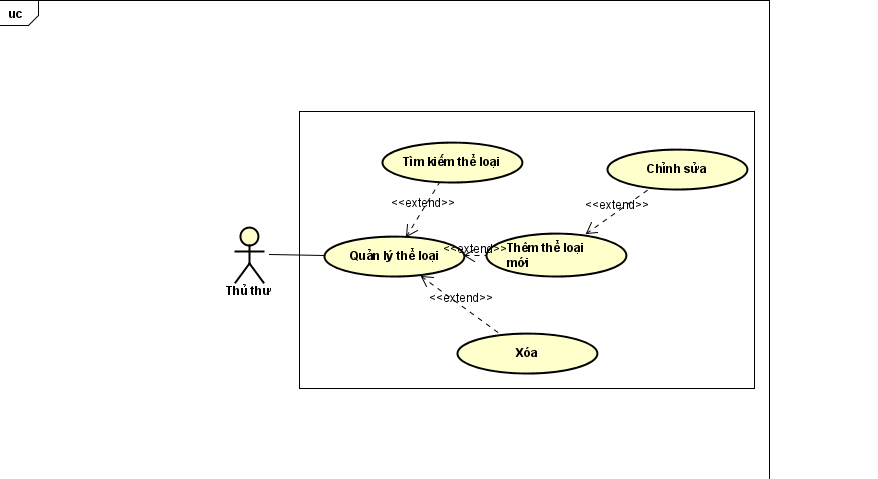 uc
Tìm kiếm thể loại
Chỉnh sửa
<<extend>>
<<extend>>
Quản lý thể loại
<<extend>>
Thêm thể loại
mới
Thủ thư
<<extend>>
Xóa